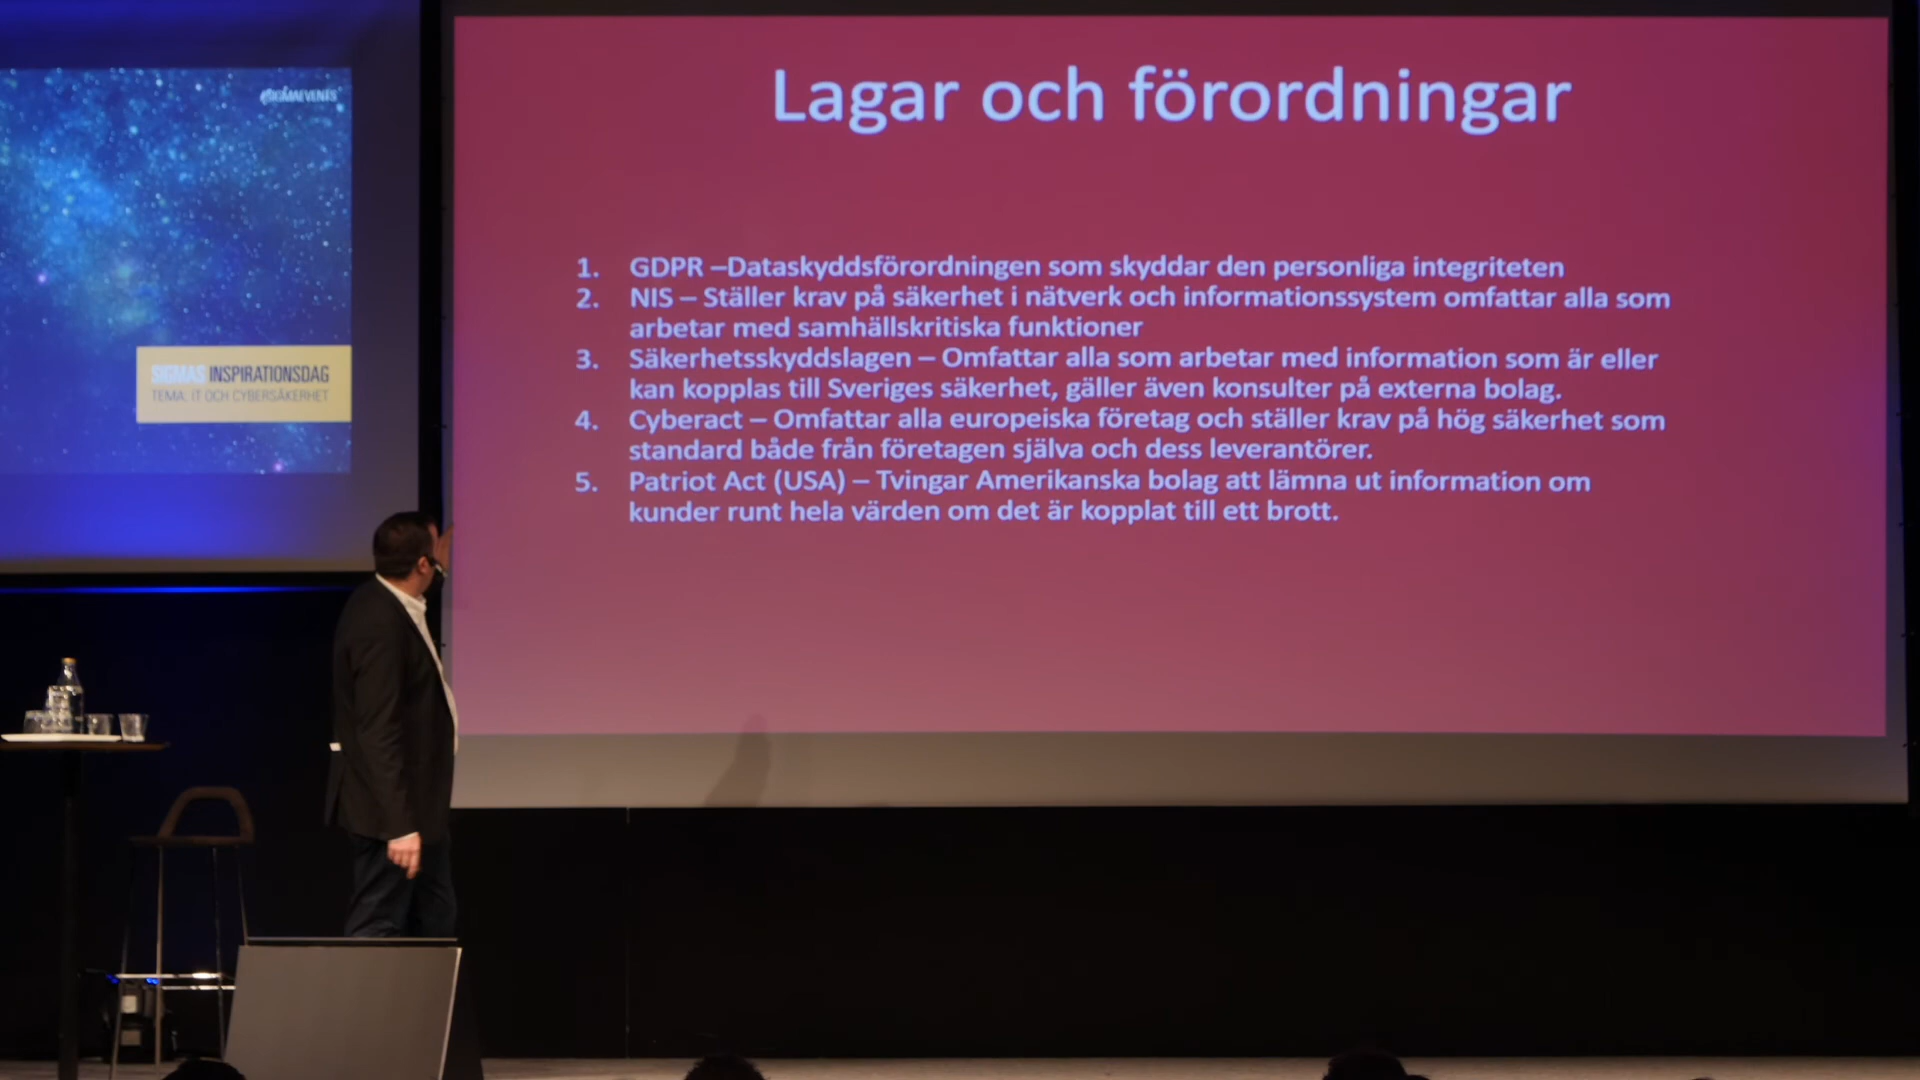 SIGMAEVENTS
SIGMAS INSPIRATIONSDAG
TEMA: IT OCH CYBERSÄKERHET
Lagar och förordningar
1. GDPR –Dataskyddsförordningen som skyddar den personliga integriteten
2. NIS – Ställer krav på säkerhet i nätverk och informationssystem omfattar alla som
arbetar med samhällskritiska funktioner
3. Säkerhetsskyddslagen – Omfattar alla som arbetar med information som är eller
kan kopplas till Sveriges säkerhet, gäller även konsulter på externa bolag.
4. Cyberact – Omfattar alla europeiska företag och ställer krav på hög säkerhet som
standard både från företagen själva och dess leverantörer.
5. Patriot Act (USA) – Tvingar Amerikanska bolag att lämna ut information om
kunder runt hela värden om det är kopplat till ett brott.